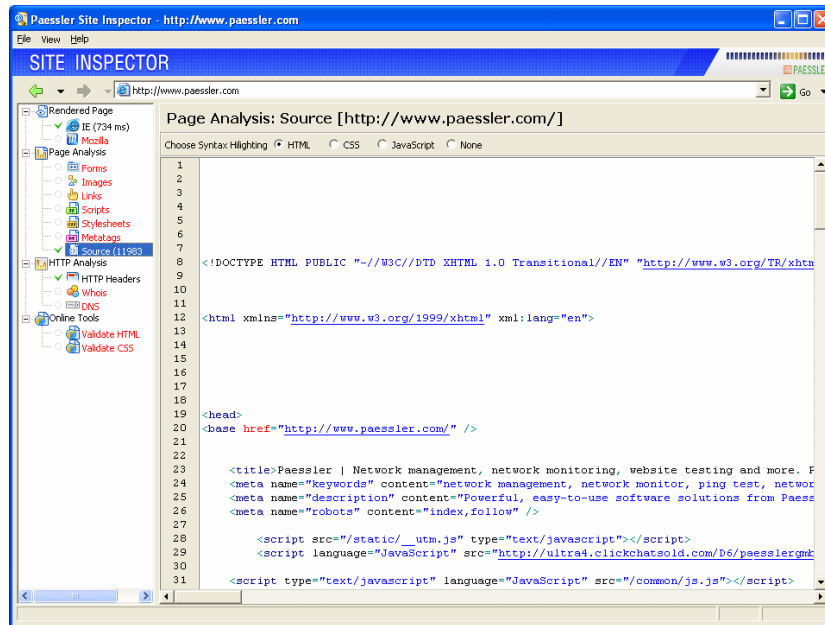 Paessler Site Inspector - http://www.paessler.com
File View Help
SITE INSPECTOR
PAESSLE
http://www.paessler.com
Go
Rendered Page
IE (734 ms)
Mozilla
Page Analysis
Forms
Images
Links
Scripts
Stylesheets
Metatags
Source (11983
HTTP Analysis
HTTP Headers
Whois
DNS
Online Tools
Validate HTML
Validate CSS
Page Analysis: Source [http://www.paessler.com/]
Choose Syntax Hilighting HTML CSS JavaScript None
1
2
3
4
5
6
7
8 <!DOCTYPE HTML PUBLIC "-//W3C//DTD XHTML 1.0 Transitional//EN" "http://www.w3.org/TR/xhtm
9
10
11
12 <html xmlns="http://www.w3.org/1999/xhtml" xml:lang="en">
13
14
15
16
17
18
19 <head>
20 <base href="http://www.paessler.com/" />
21
22
23 <title>Paessler | Network management, network monitoring, website testing and more. P
24 <meta name="keywords" content="network management, network monitor, ping test, networ
25 <meta name="description" content="Powerful, easy-to-use software solutions from Paess
26 <meta name="robots" content="index,follow" />
27
28 <script src="/static/__utm.js" type="text/javascript"></script>
29 <script language="JavaScript" src="http://ultra4.clickchatsold.com/D6/paesslergmb
30
31 <script type="text/javascript" language="JavaScript" src="/common/js.js"></script>